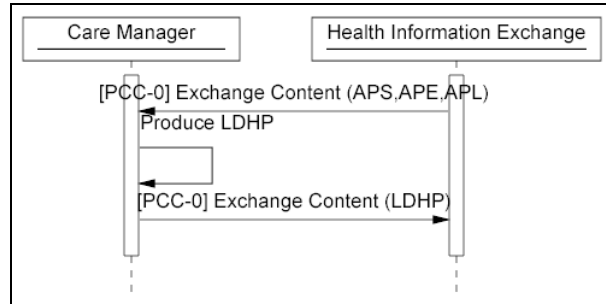 Care Manager
Health Information Exchange
[PCC-0] Exchange Content (APS,APE,APL)
Produce LDHP
[PCC-0] Exchange Content (LDHP)